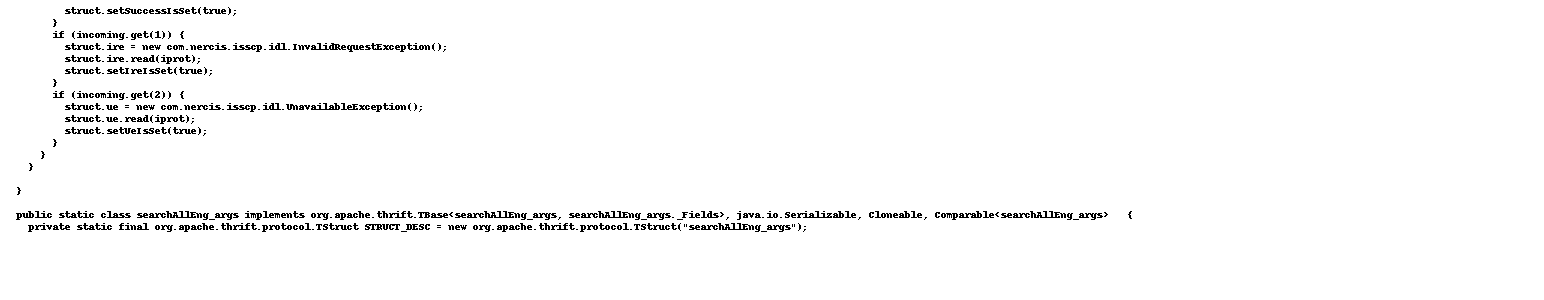 struct.setSuccessIsSet(true);
}
if (incoming.get(1)) {
struct.ire = new com.nercis.isscp.idl.InvalidRequestException();
struct.ire.read(iprot);
struct.setIreIsSet(true);
}
if (incoming.get(2)) {
struct.ue = new com.nercis.isscp.idl.UnavailableException();
struct.ue.read(iprot);
struct.setUeIsSet(true);
}
}
}
}
public static class searchAllEng_args implements org.apache.thrift.TBase<searchAllEng_args, searchAllEng_args._Fields>, java.io.Serializable, Cloneable, Comparable<searchAllEng_args>   {
private static final org.apache.thrift.protocol.TStruct STRUCT_DESC = new org.apache.thrift.protocol.TStruct("searchAllEng_args");